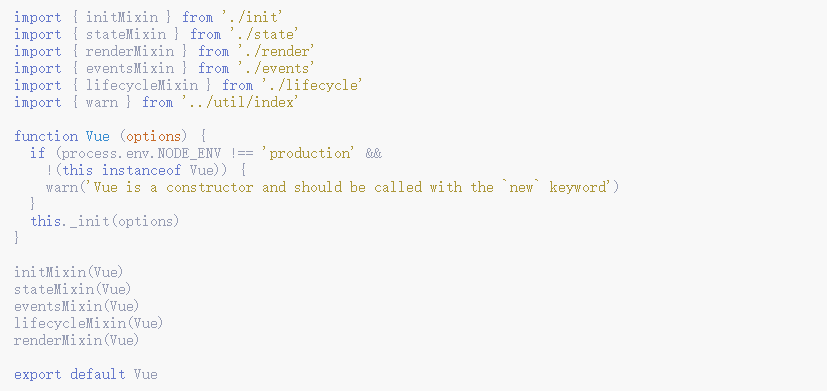 import { initMixin } from './init'
import { stateMixin } from './state'
import { renderMixin } from './render'
import { eventsMixin } from './events'
import { lifecycleMixin } from './lifecycle'
import { warn } from '../util/index'

function Vue (options) {
  if (process.env.NODE_ENV !== 'production' &&
    !(this instanceof Vue)) {
    warn('Vue is a constructor and should be called with the `new` keyword')
  }
  this._init(options)
}

initMixin(Vue)
stateMixin(Vue)
eventsMixin(Vue)
lifecycleMixin(Vue)
renderMixin(Vue)

export default Vue